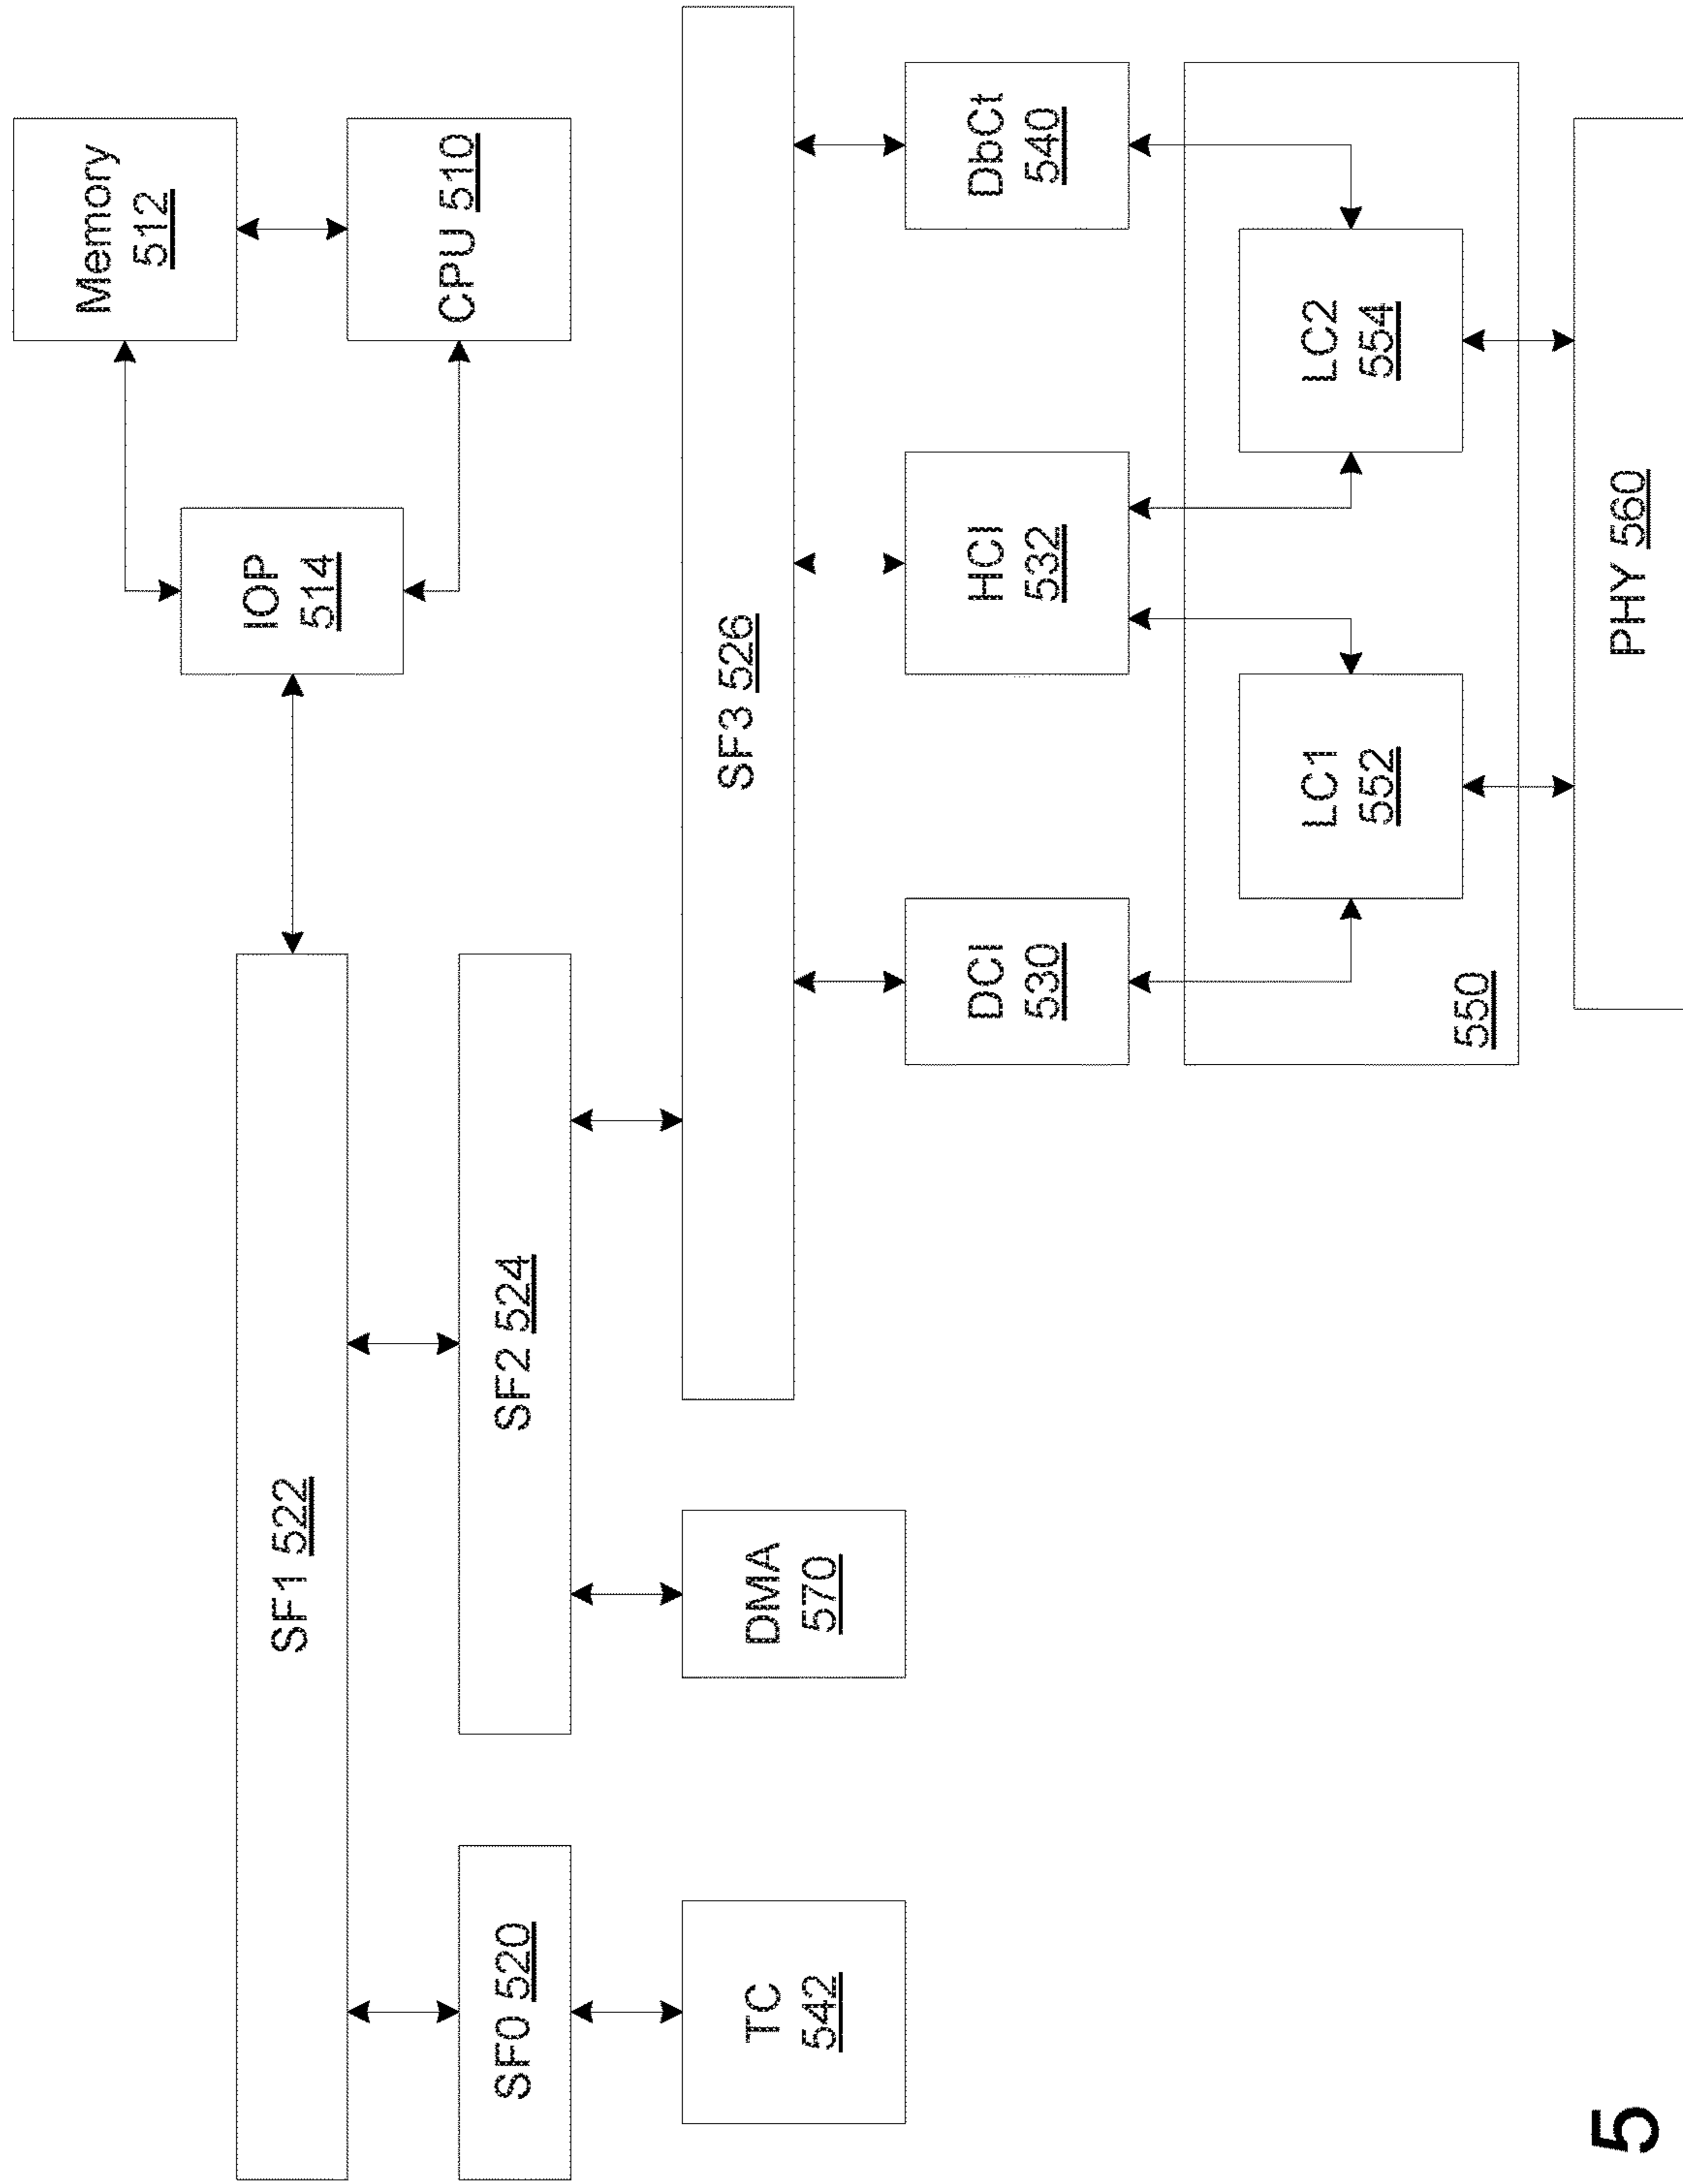 Memory
512
IOP
514
CPU 510
SF1 522
SF0 520
SF2 524
TC
542
DMA
570
SF3 526
DCI
530
HCI
532
DbCt
540
LC1
552
LC2
554
550
PHY 560
5